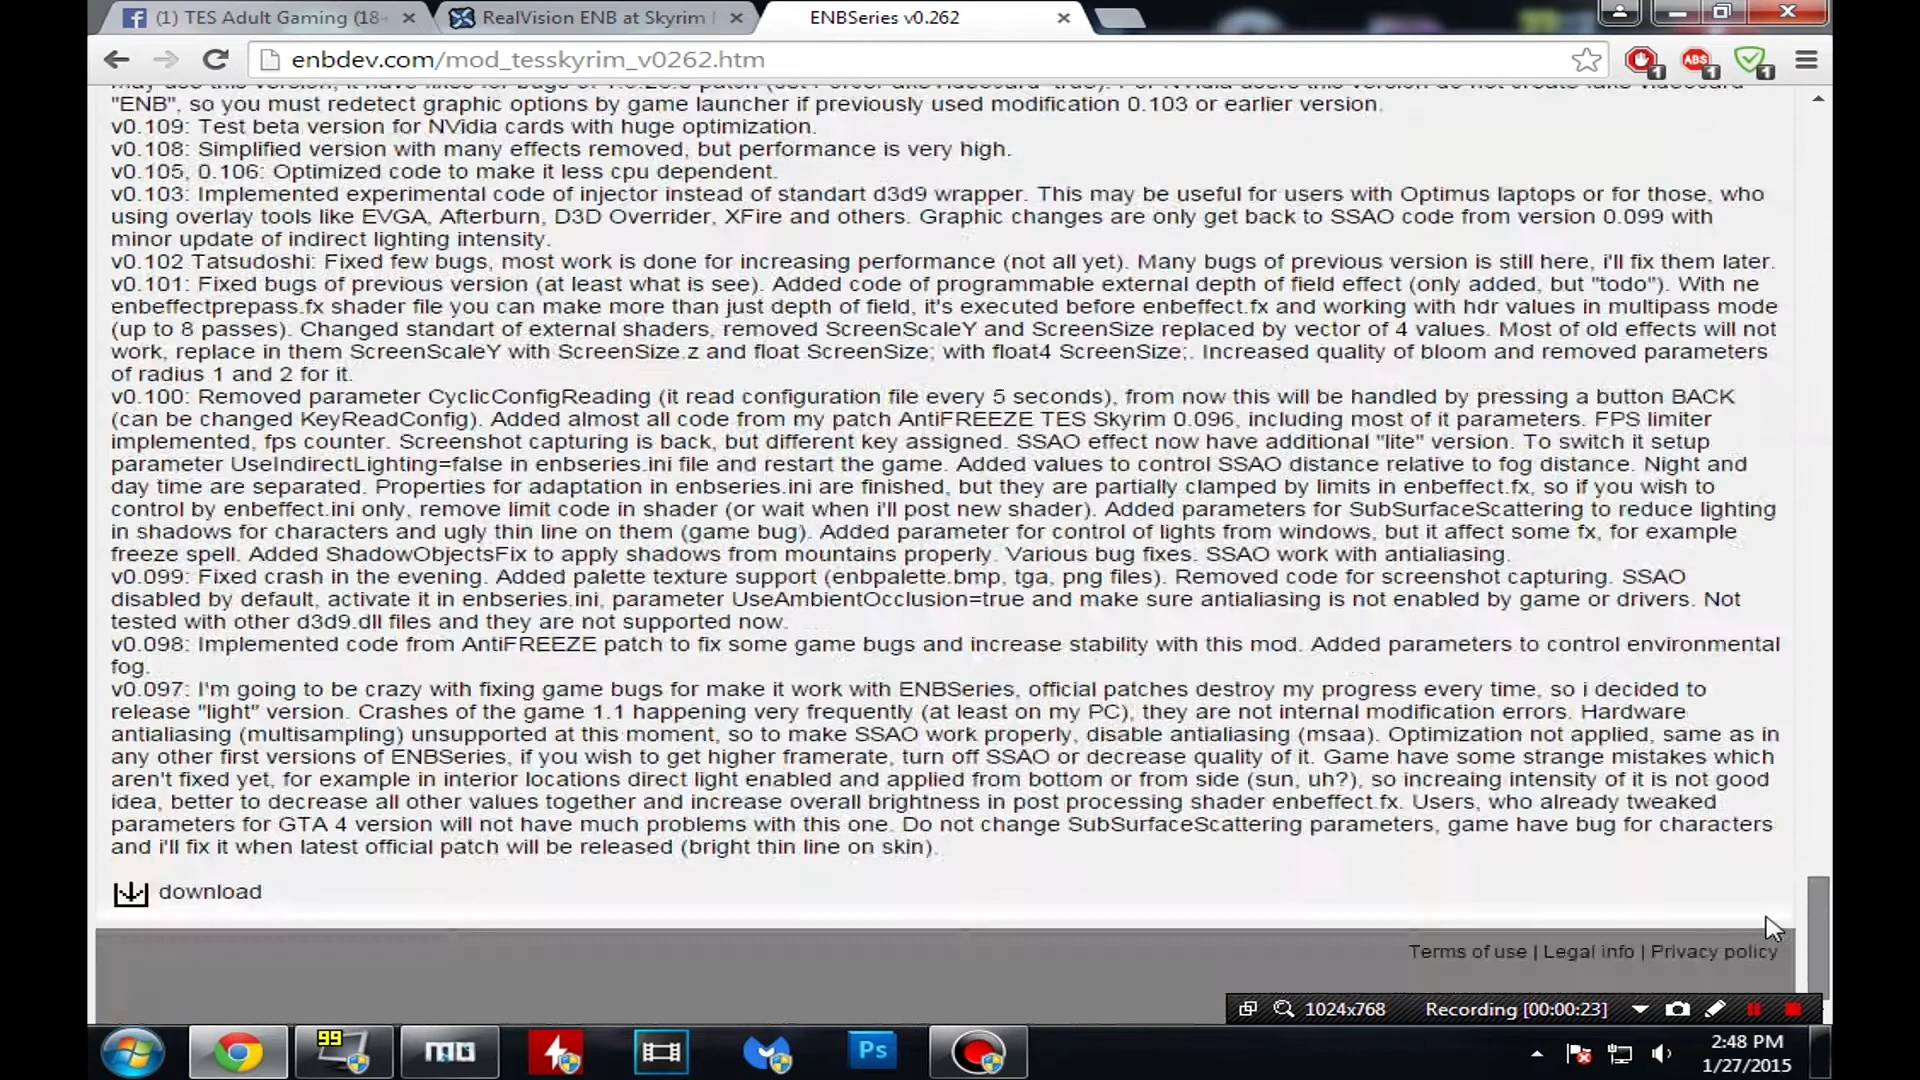 (1) TES Adult Gaming (18+
RealVision ENB at Skyrim
ENBSeries v0.262
enbdev.com/mod_tesskyrim_v0262.htm
1
ABS
1
1
"ENB", so you must redetect graphic options by game launcher if previously used modification 0.103 or earlier version.
v0.109: Test beta version for NVidia cards with huge optimization.
v0.108: Simplified version with many effects removed, but performance is very high.
v0.105, 0.106: Optimized code to make it less cpu dependent.
v0.103: Implemented experimental code of injector instead of standart d3d9 wrapper. This may be useful for users with Optimus laptops or for those, who
using overlay tools like EVGA, Afterburn, D3D Overrider, XFire and others. Graphic changes are only get back to SSAO code from version 0.099 with
minor update of indirect lighting intensity.
v0.102 Tatsudoshi: Fixed few bugs, most work is done for increasing performance (not all yet). Many bugs of previous version is still here, i'll fix them later.
v0.101: Fixed bugs of previous version (at least what is see). Added code of programmable external depth of field effect (only added, but "todo"). With ne
enbeffectprepass.fx shader file you can make more than just depth of field, it's executed before enbeffect.fx and working with hdr values in multipass mode
(up to 8 passes). Changed standart of external shaders, removed ScreenScaleY and ScreenSize replaced by vector of 4 values. Most of old effects will not
work, replace in them ScreenScaleY with ScreenSize.z and float ScreenSize; with float4 ScreenSize;. Increased quality of bloom and removed parameters
of radius 1 and 2 for it.
v0.100: Removed parameter CyclicConfigReading (it read configuration file every 5 seconds), from now this will be handled by pressing a button BACK
(can be changed KeyReadConfig). Added almost all code from my patch AntiFREEZE TES Skyrim 0.096, including most of it parameters. FPS limiter
implemented, fps counter. Screenshot capturing is back, but different key assigned. SSAO effect now have additional "lite" version. To switch it setup
parameter UseIndirectLighting=false in enbseries.ini file and restart the game. Added values to control SSAO distance relative to fog distance. Night and
day time are separated. Properties for adaptation in enbseries.ini are finished, but they are partially clamped by limits in enbeffect.fx, so if you wish to
control by enbeffect.ini only, remove limit code in shader (or wait when i'll post new shader). Added parameters for SubSurfaceScattering to reduce lighting
in shadows for characters and ugly thin line on them (game bug). Added parameter for control of lights from windows, but it affect some fx, for example
freeze spell. Added ShadowObjectsFix to apply shadows from mountains properly. Various bug fixes. SSAO work with antialiasing.
v0.099: Fixed crash in the evening. Added palette texture support (enbpalette.bmp, tga, png files). Removed code for screenshot capturing. SSAO
disabled by default, activate it in enbseries.ini, parameter UseAmbientOcclusion=true and make sure antialiasing is not enabled by game or drivers. Not
tested with other d3d9.dll files and they are not supported now.
v0.098: Implemented code from AntiFREEZE patch to fix some game bugs and increase stability with this mod. Added parameters to control environmental
fog.
v0.097: I'm going to be crazy with fixing game bugs for make it work with ENBSeries, official patches destroy my progress every time, so i decided to
release "light" version. Crashes of the game 1.1 happening very frequently (at least on my PC), they are not internal modification errors. Hardware
antialiasing (multisampling) unsupported at this moment, so to make SSAO work properly, disable antialiasing (msaa). Optimization not applied, same as in
any other first versions of ENBSeries, if you wish to get higher framerate, turn off SSAO or decrease quality of it. Game have some strange mistakes which
aren't fixed yet, for example in interior locations direct light enabled and applied from bottom or from side (sun, uh?), so increaing intensity of it is not good
idea, better to decrease all other values together and increase overall brightness in post processing shader enbeffect.fx. Users, who already tweaked
parameters for GTA 4 version will not have much problems with this one. Do not change SubSurfaceScattering parameters, game have bug for characters
and i'll fix it when latest official patch will be released (bright thin line on skin).
download
Terms of use | Legal info | Privacy policy
1024x768
Recording [00:00:23]
99
MO
Ps
2:48 PM
1/27/2015